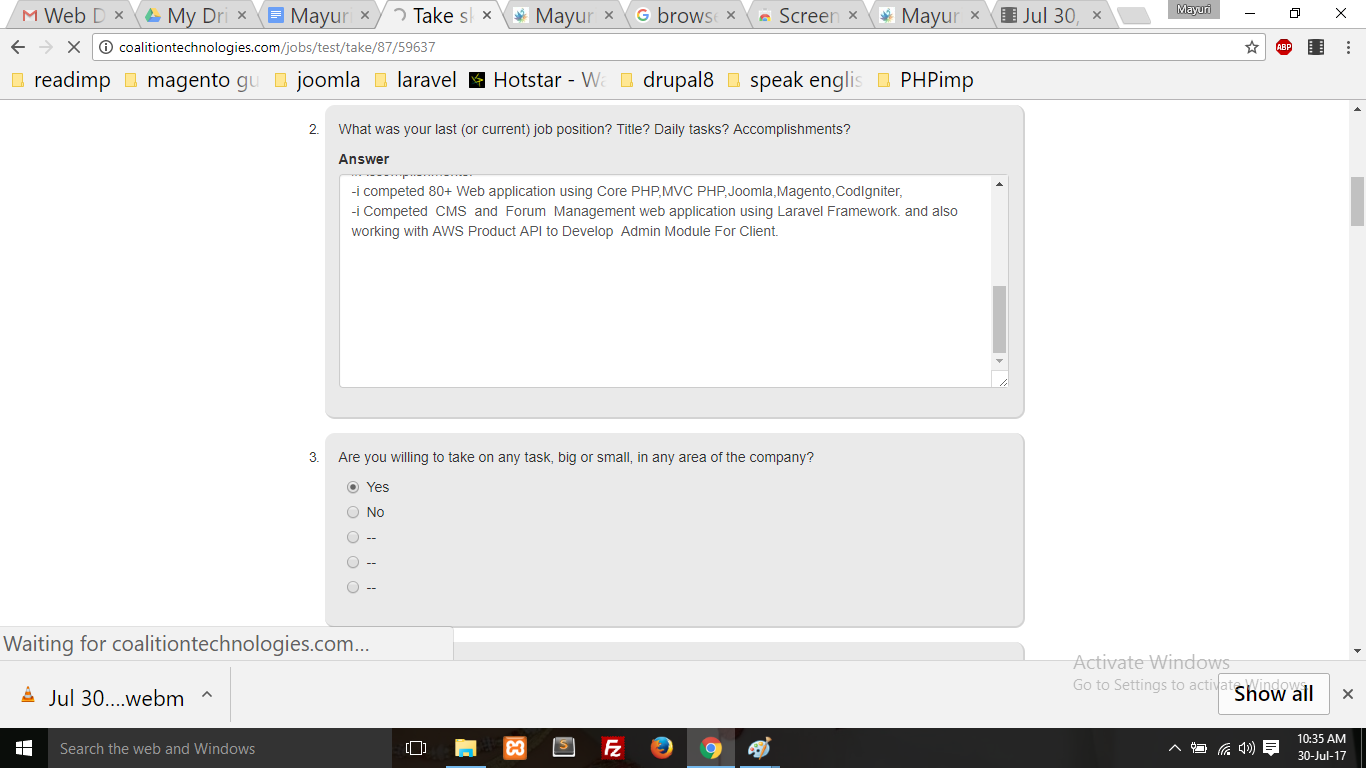 Web D
My Dri
Mayuri
Take s
Mayur
browse
Screen
Mayur
Jul 30,
Mayuri
coalitiontechnologies.com/jobs/test/take/87/59637
ABP
readimp
magento gu
joomla
laravel
Hotstar - Wa
drupal8
speak englis
PHPimp
2.
What was your last (or current) job position? Title? Daily tasks? Accomplishments?
Answer
-i competed 80+ Web application using Core PHP,MVC PHP,Joomla,Magento,CodIgniter,
-i Competed CMS and Forum Management web application using Laravel Framework. and also
working with AWS Product API to Develop Admin Module For Client.
3.
Are you willing to take on any task, big or small, in any area of the company?
Yes
No
--
--
--
Waiting for coalitiontechnologies.com...
Activate Windows
Go to Settings to activate Windows.
Jul 30....webm
Show all
Search the web and Windows
10:35 AM
30-Jul-17